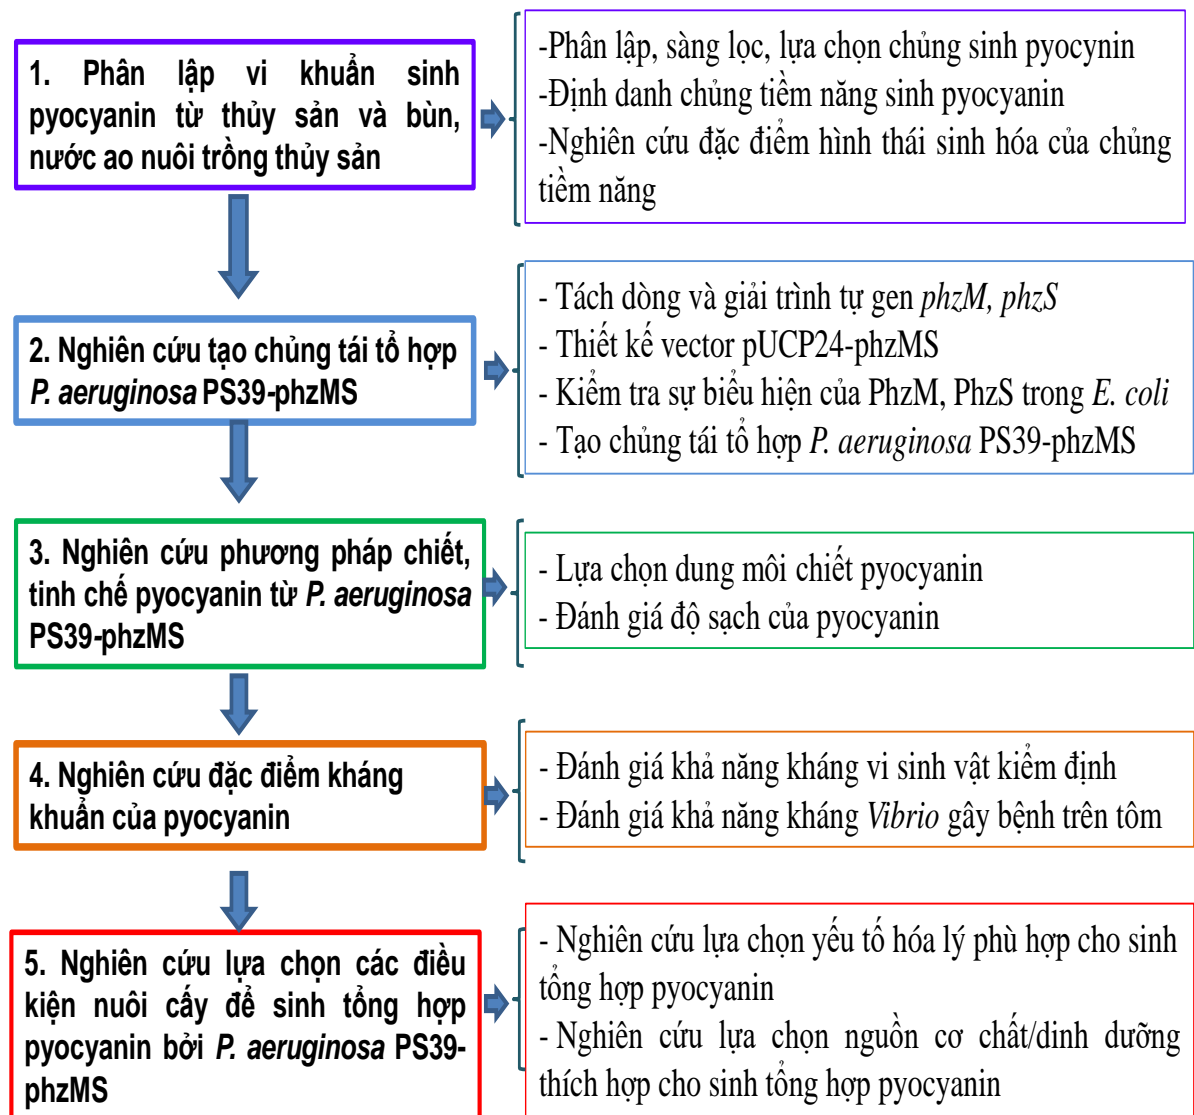 1. Phân lập vi khuẩn sinh
pyocyanin từ thủy sản và bùn,
nước ao nuôi trồng thủy sản
-Phân lập, sàng lọc, lựa chọn chủng sinh pyocynin
-Định danh chủng tiềm năng sinh pyocyanin
-Nghiên cứu đặc điểm hình thái sinh hóa của chủng
tiềm năng
2. Nghiên cứu tạo chủng tái tổ hợp
P. aeruginosa PS39-phzMS
- Tách dòng và giải trình tự gen phzM, phzS
- Thiết kế vector pUCP24-phzMS
- Kiểm tra sự biểu hiện của PhzM, PhzS trong E. coli
- Tạo chủng tái tổ hợp P. aeruginosa PS39-phzMS
3. Nghiên cứu phương pháp chiết,
tinh chế pyocyanin từ P. aeruginosa
PS39-phzMS
- Lựa chọn dung môi chiết pyocyanin
- Đánh giá độ sạch của pyocyanin
4. Nghiên cứu đặc điểm kháng
khuẩn của pyocyanin
- Đánh giá khả năng kháng vi sinh vật kiểm định
- Đánh giá khả năng kháng Vibrio gây bệnh trên tôm
5. Nghiên cứu lựa chọn các điều
kiện nuôi cấy để sinh tổng hợp
pyocyanin bởi P. aeruginosa PS39-
phzMS
- Nghiên cứu lựa chọn yếu tố hóa lý phù hợp cho sinh
tổng hợp pyocyanin
- Nghiên cứu lựa chọn nguồn cơ chất/dinh dưỡng
thích hợp cho sinh tổng hợp pyocyanin